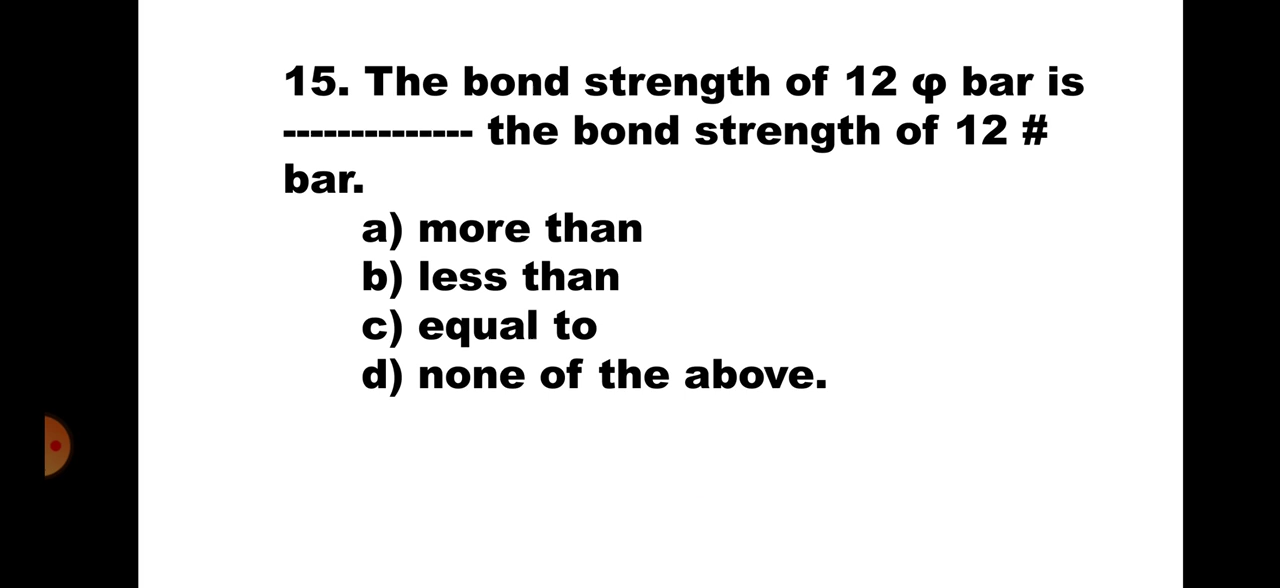 15. The bond strength of 12 φ bar is
-------------- the bond strength of 12 #
bar.
a) more than
b) less than
c) equal to
d) none of the above.